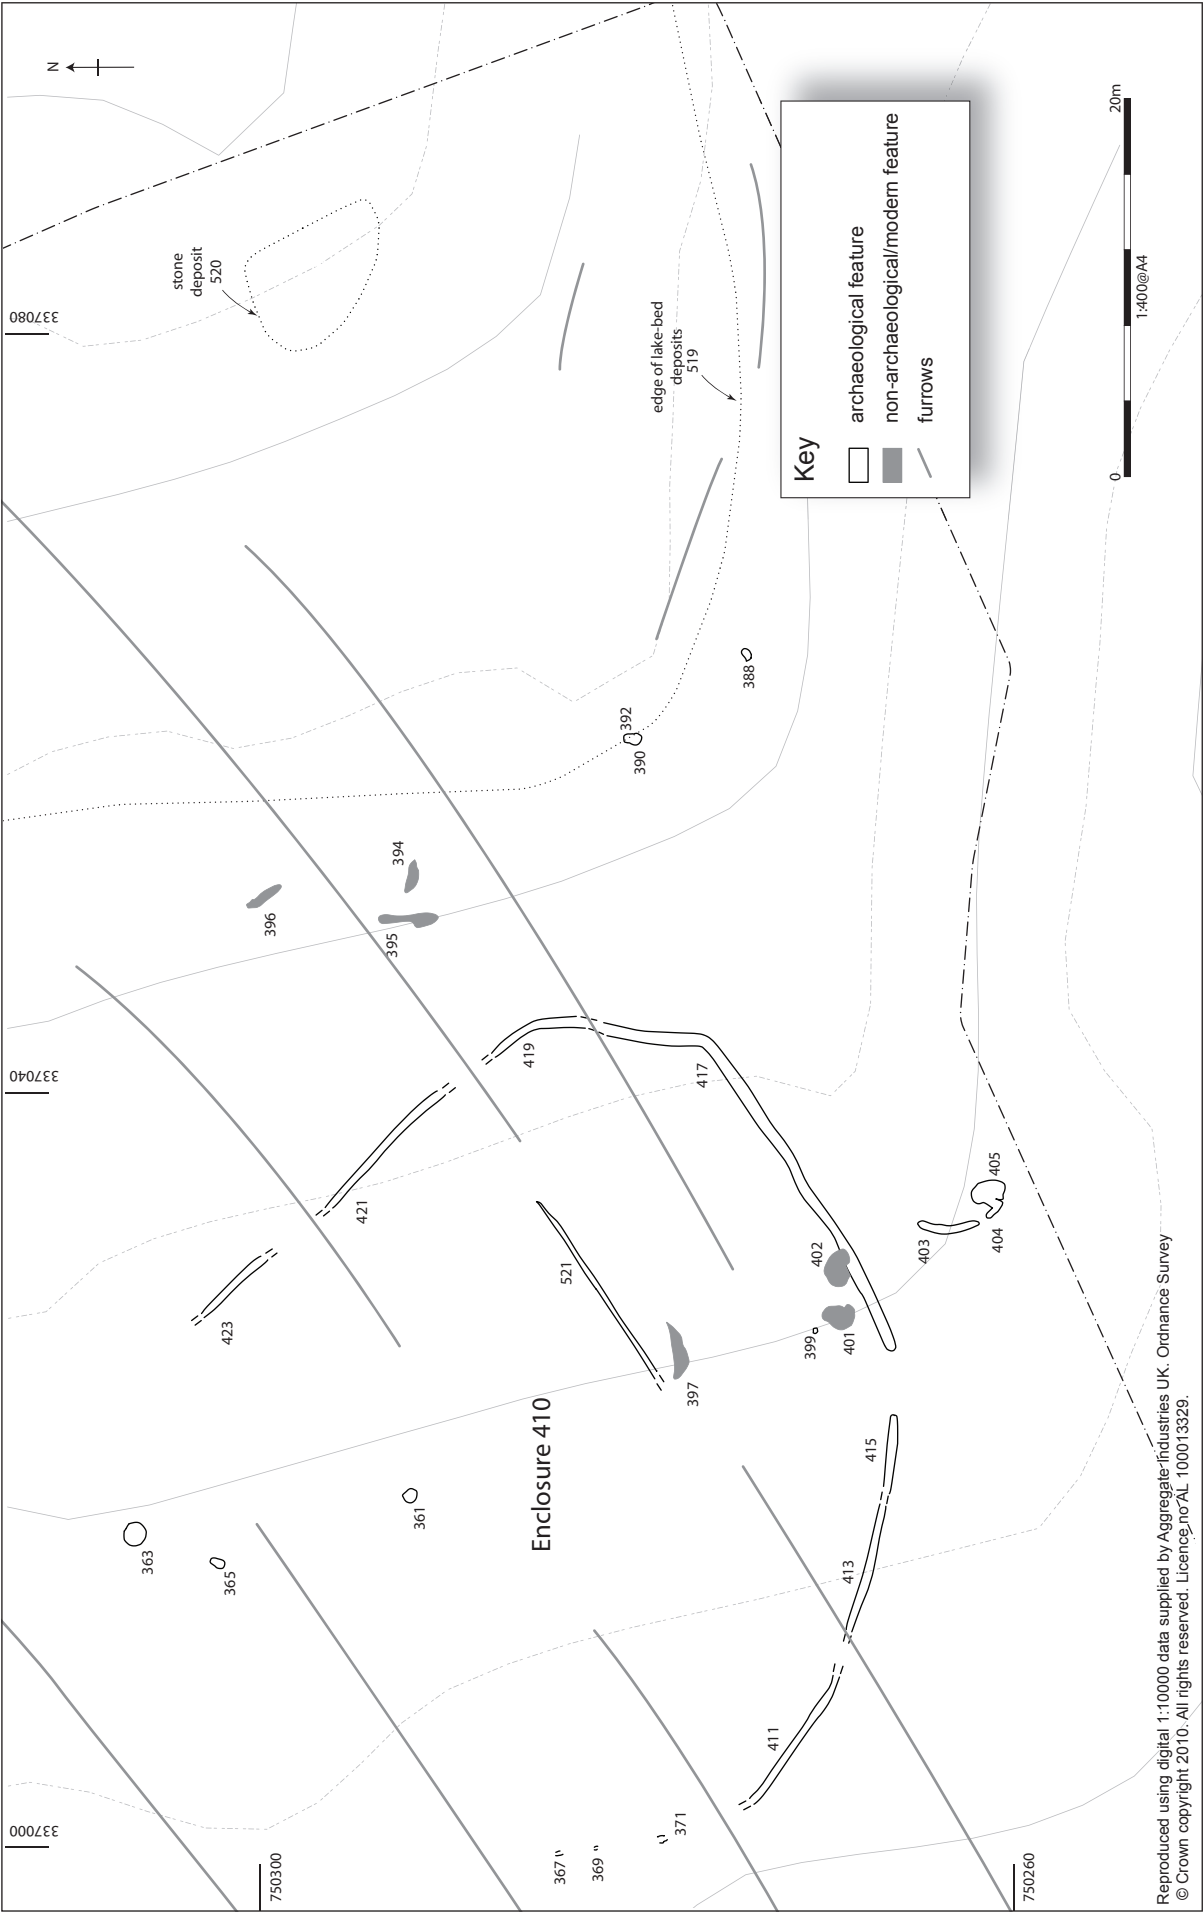 N
337080
337040
337000
750300
750260
stone
deposit
520
edge of lake-bed
deposits
519
396
394
395
392
390
388
419
417
421
423
521
397
402
401
399
403
404
405
Enclosure 410
363
365
361
415
413
411
371
367
369
Key
archaeological feature
non-archaeological/modern feature
furrows
0
20m
1:400@A4
Reproduced using digital 1:10000 data supplied by Aggregate Industries UK. Ordnance Survey
© Crown copyright 2010. All rights reserved. Licence no AL 100013329.